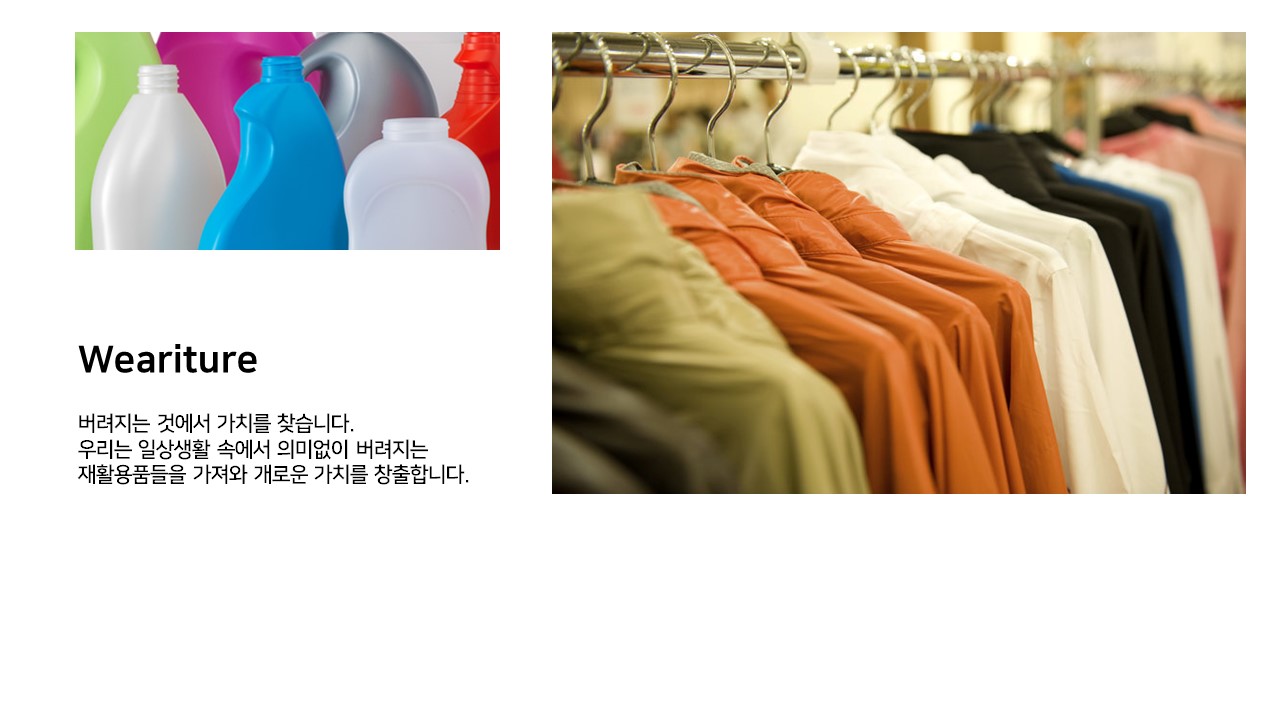 Weariture
버려지는 것에서 가치를 찾습니다.
우리는 일상생활 속에서 의미없이 버려지는
재활용품들을 가져와 개로운 가치를 창출합니다.